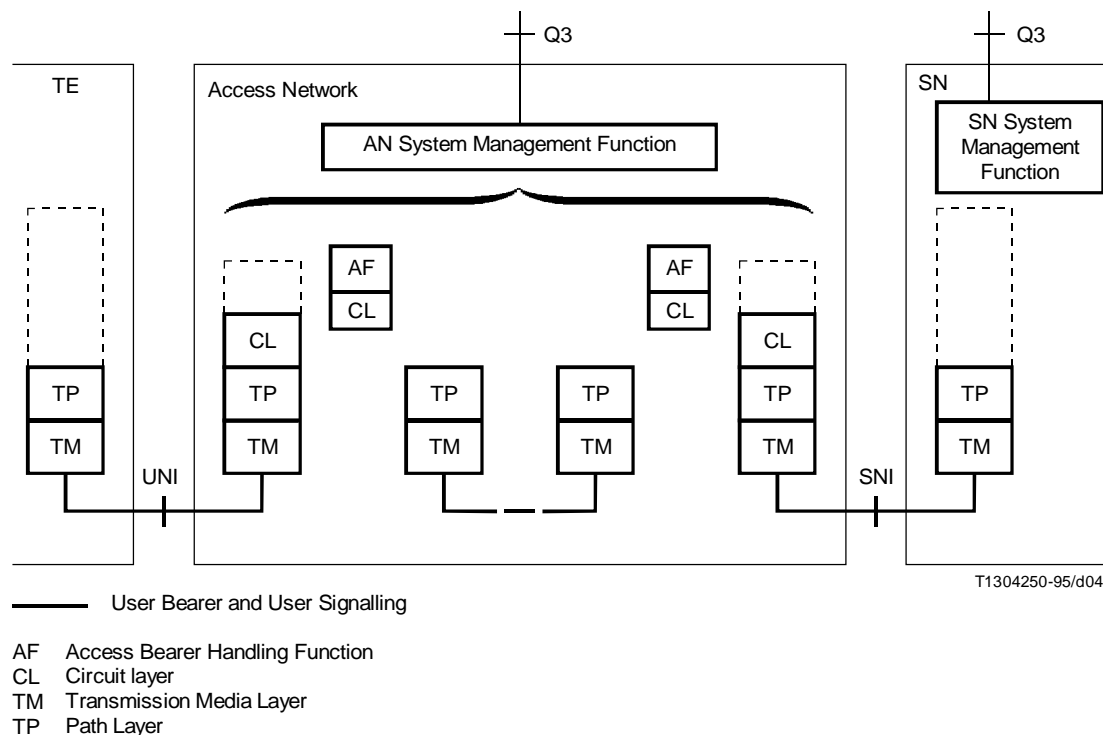 Q3
Q3
TE
Access Network
SN
AN System Management Function
SN System
Management
Function
AF
CL
AF
CL
CL
CL
TP
TP
TP
TP
TP
TP
TM
TM
TM
TM
TM
TM
UNI
SNI
T1304250-95/d04
User Bearer and User Signalling
AF Access Bearer Handling Function
CL Circuit layer
TM Transmission Media Layer
TP Path Layer